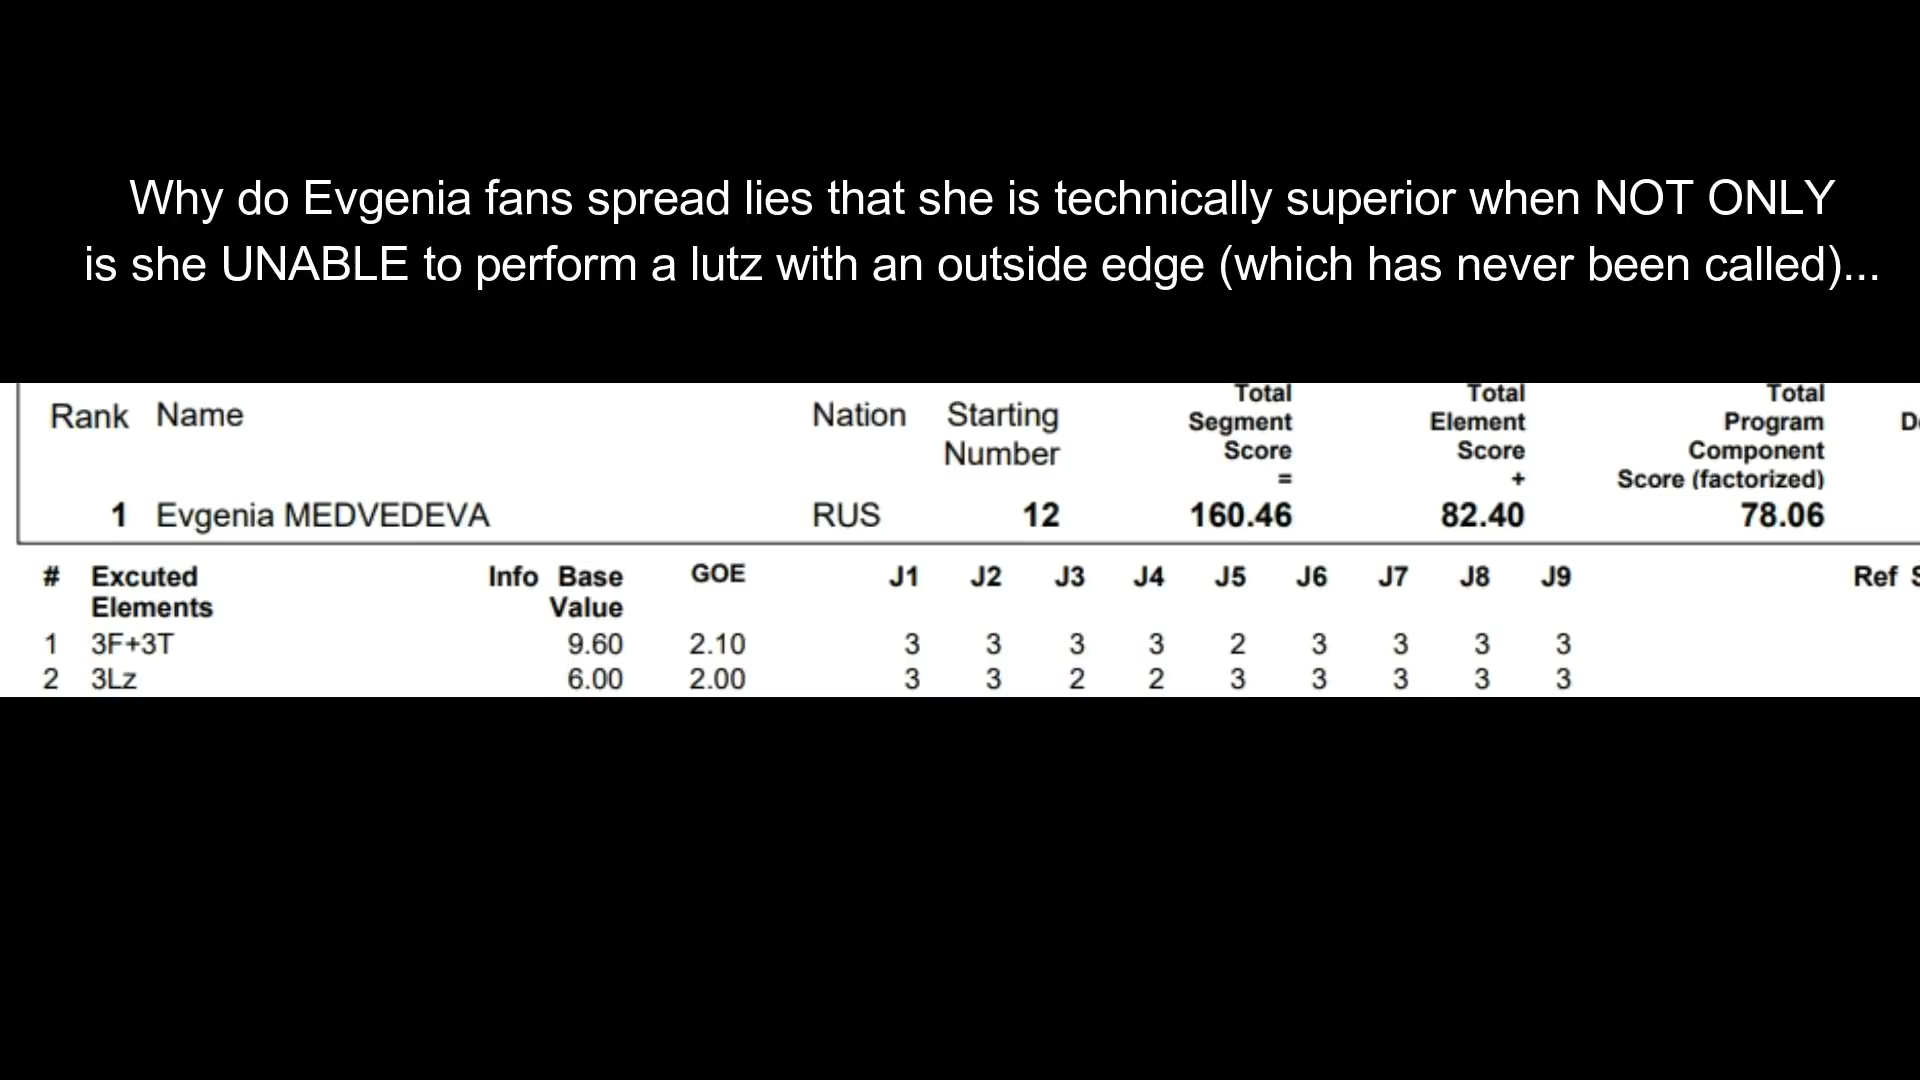 Why do Evgenia fans spread lies that she is technically superior when NOT ONLY
is she UNABLE to perform a lutz with an outside edge (which has never been called)...
Rank Name Nation Starting Number Total Segment Score = Total Element Score + Total Program Component Score (factorized) D
1 Evgenia MEDVEDEVA RUS 12 160.46 82.40 78.06
# Excuted Elements Info Base Value GOE J1 J2 J3 J4 J5 J6 J7 J8 J9 Ref S
1 3F+3T 9.60 2.10 3 3 3 3 2 3 3 3 3
2 3Lz 6.00 2.00 3 3 2 2 3 3 3 3 3